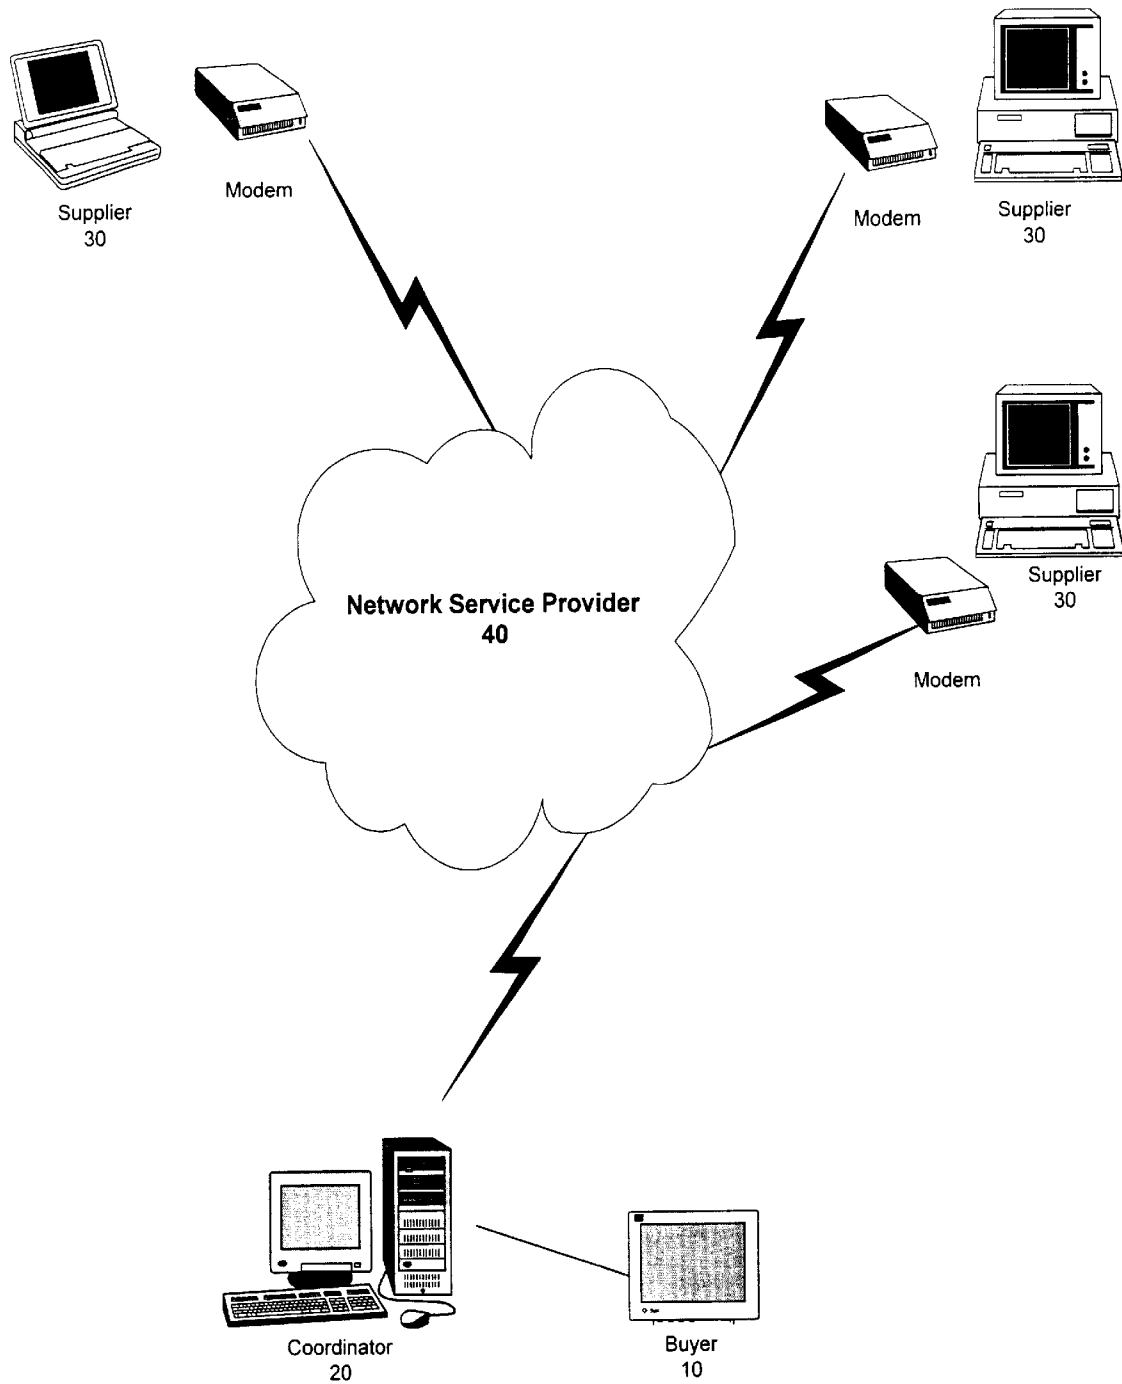 Supplier
30
Modem
Modem
Supplier
30
Supplier
30
Modem
Network Service Provider
40
Coordinator
20
Buyer
10